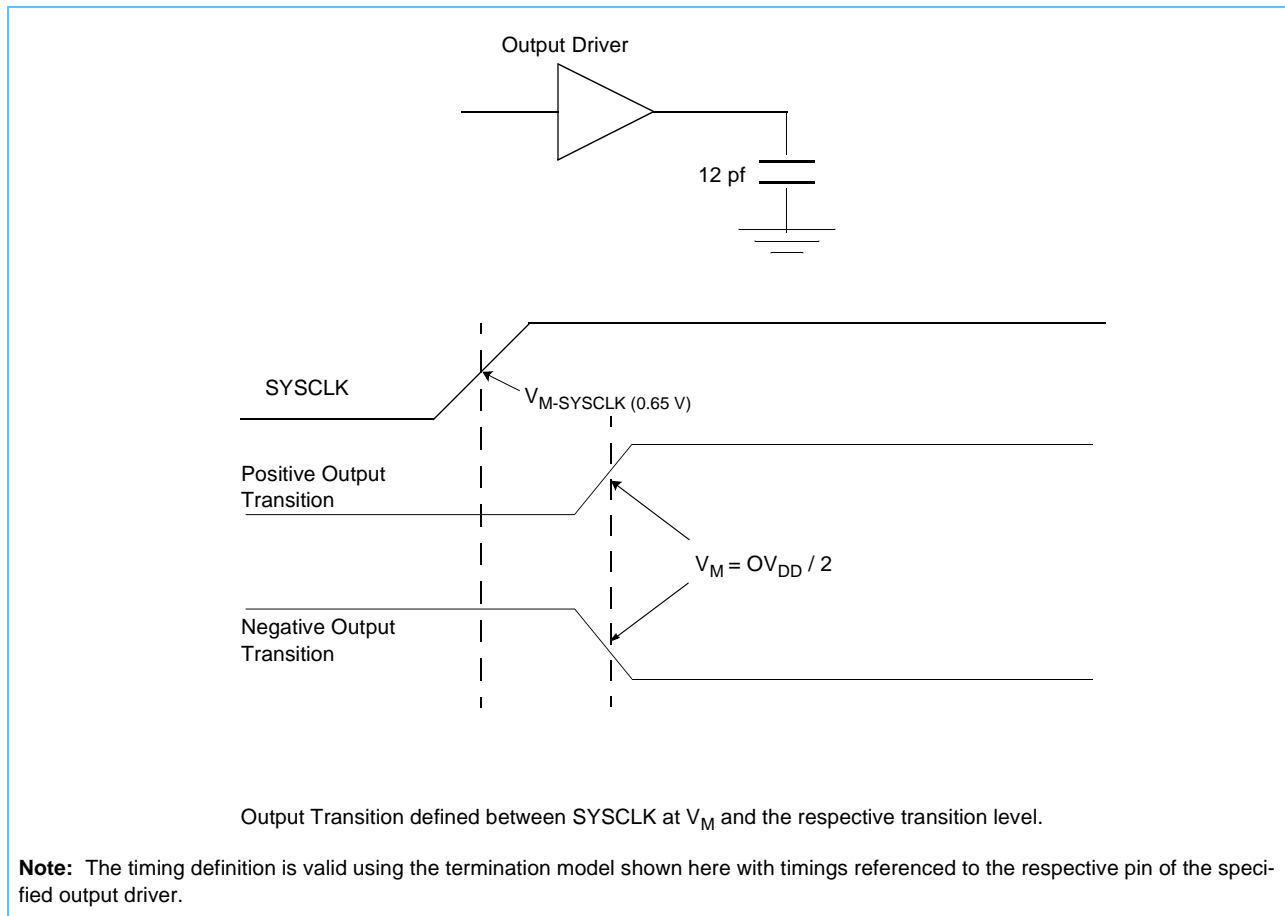 Output Driver
12 pf
SYSCLK
VM-SYSCLK (0.65 V)
Positive Output
Transition
VM = OVDD / 2
Negative Output
Transition
Output Transition defined between SYSCLK at VM and the respective transition level.
Note: The timing definition is valid using the termination model shown here with timings referenced to the respective pin of the speci-
fied output driver.